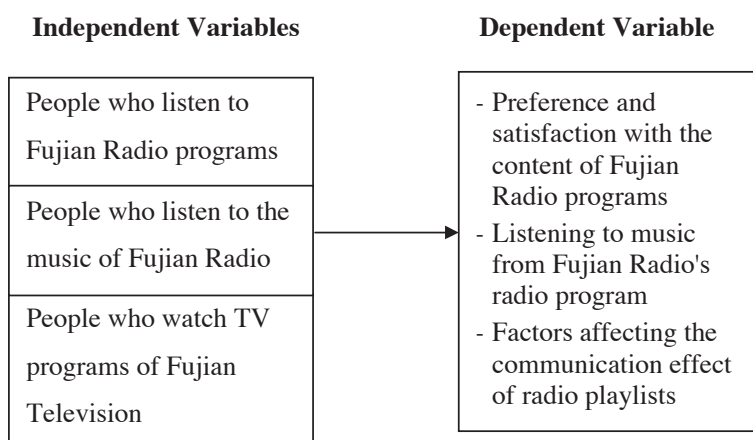 Independent Variables
People who listen to
Fujian Radio programs
People who listen to the
music of Fujian Radio
People who watch TV
programs of Fujian
Television
Dependent Variable
- Preference and
satisfaction with the
content of Fujian
Radio programs
- Listening to music
from Fujian Radio's
radio program
- Factors affecting the
communication effect
of radio playlists